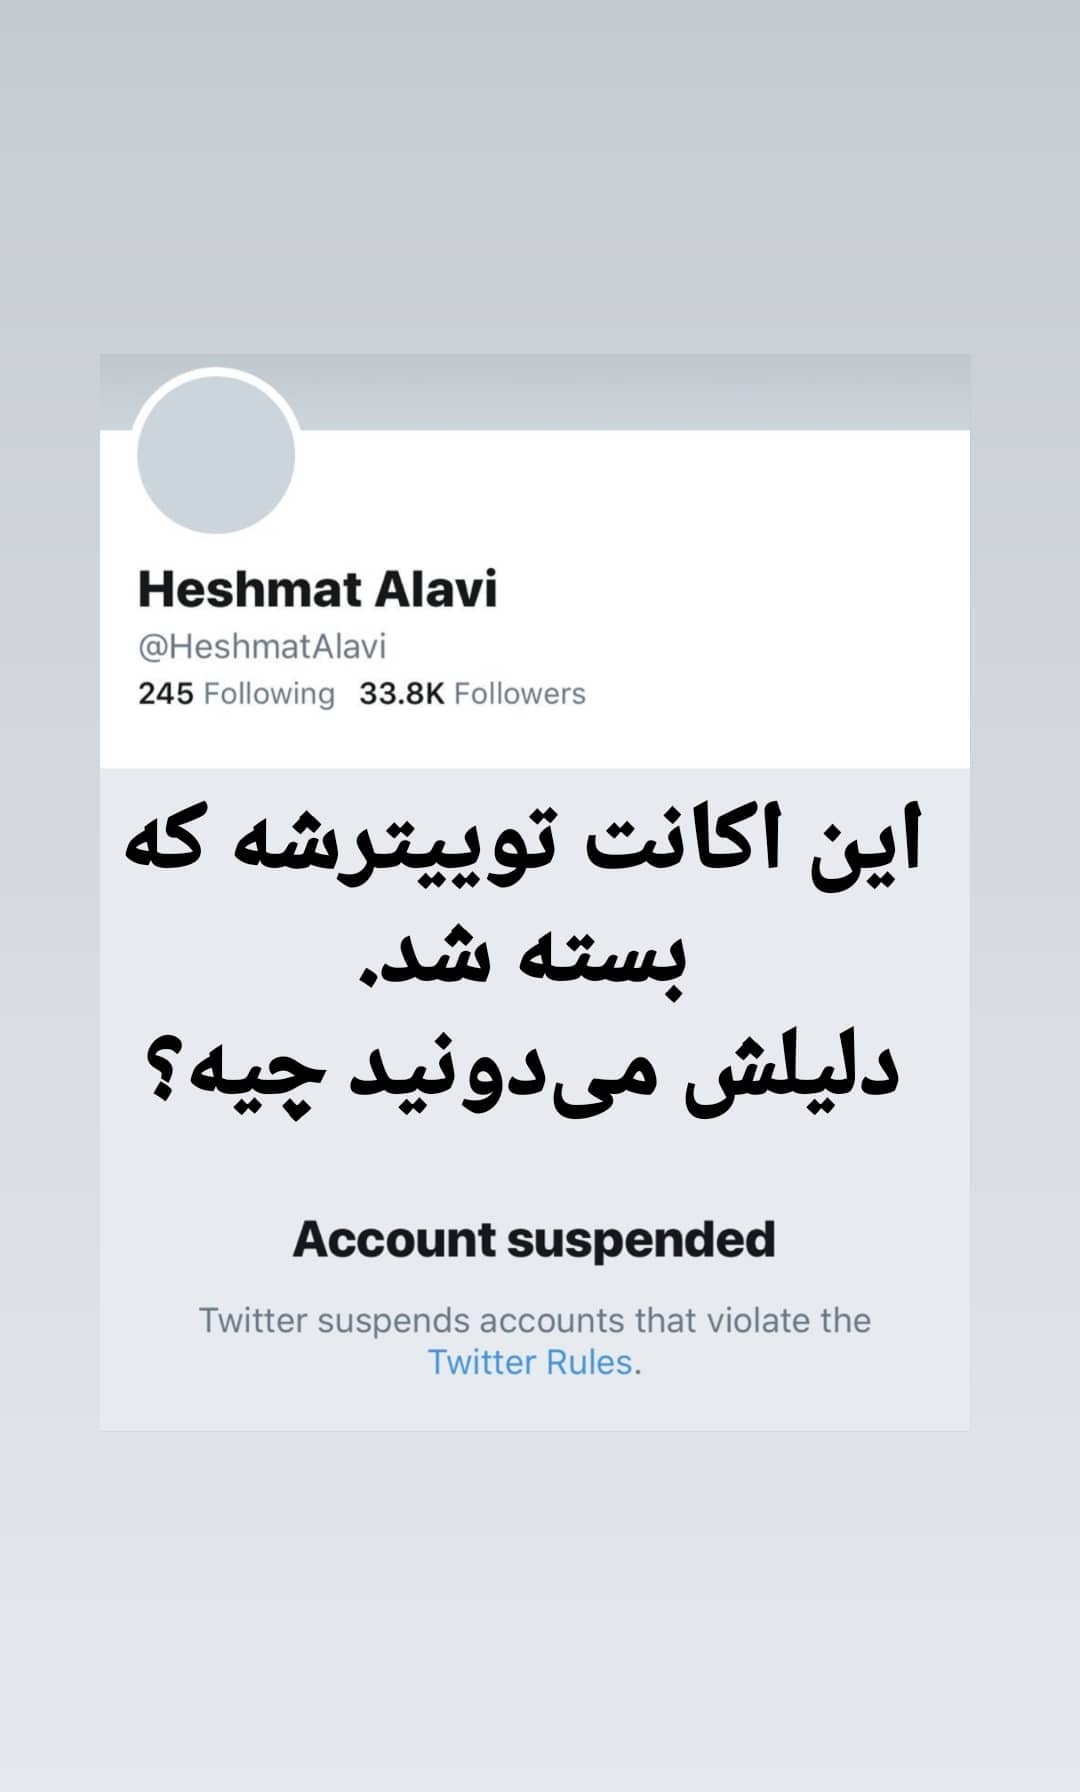 Heshmat Alavi
@HeshmatAlavi
245 Following 33.8K Followers
این اکانت توییترشه که
بسته شد.
دلیلش می‌دونید چیه؟
Account suspended
Twitter suspends accounts that violate the
Twitter Rules.